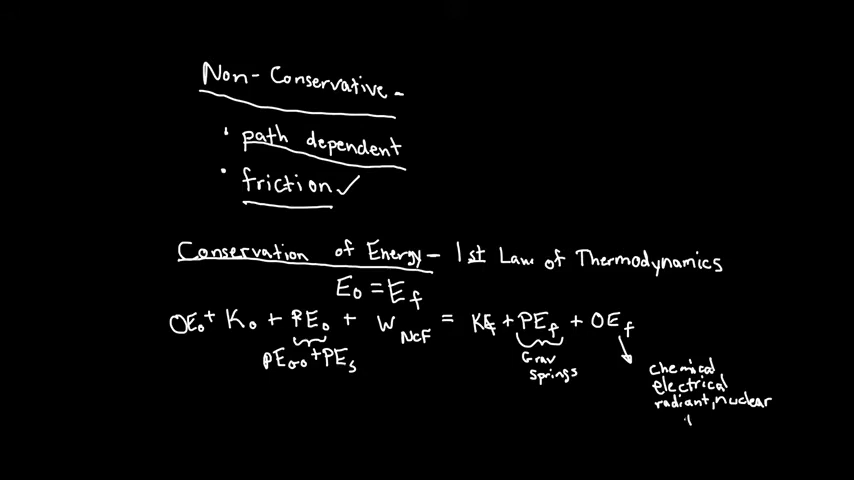 Non-Conservative -
• path dependent
• friction ✓
Conservation of Energy - 1st Law of Thermodynamics
E₀ = E_f
OE₀ + K₀ + PE₀ + W_NCF = K_f + PE_f + OE_f
+ PE_s
Grav
Springs
chemical
electrical
radiant, nuclear